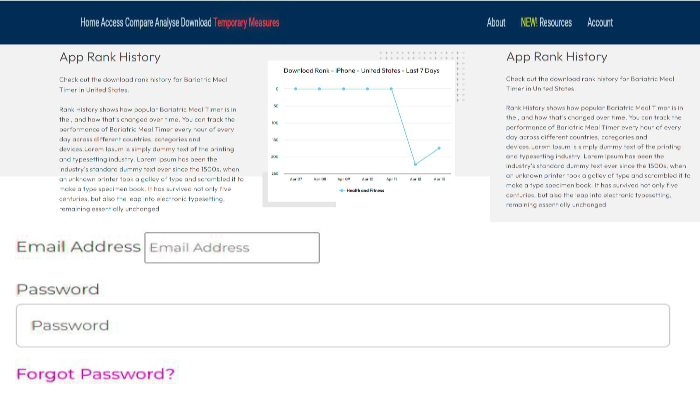 Home Access Compare Analyse Download Temporary Measures
About NEW! Resources Account
App Rank History
Check out the download rank history for Bariatric Meal
Timer in United States.
Rank History shows how popular Bariatric Meal Timer is in
the , and how that's changed over time. You can track the
performance of Bariatric Meal Timer every hour of every
day across different countries, categories and
devices Lorem Ipsum is simply dummy text of the printing
and typesetting industry. Lorem Ipsum has been the
industry's standard dummy text ever since the 1500s, when
an unknown printer took a galley of type and scrambled it to
make a type specimen book. It has survived not only five
centuries, but also the leap into electronic typesetting,
remaining essentially unchanged
Download Rank - iPhone - United States - Last 7 Days
0
50
100
150
200
250
Apr 07 Apr 08 Apr 09 Apr 10 Apr 11 Apr 12 Apr 13
Health and Fitness
App Rank History
Check out the download rank history for Bariatric Meal
Timer in United States.
Rank History shows how popular Bariatric Meal Timer is in
the , and how that's changed over time. You can track the
performance of Bariatric Meal Timer every hour of every
day across different countries, categories and
devices Lorem Ipsum is simply dummy text of the printing
and typesetting industry. Lorem Ipsum has been the
industry's standard dummy text ever since the 1500s, when
an unknown printer took a galley of type and scrambled it to
make a type specimen book. It has survived not only five
centuries, but also the leap into electronic typesetting,
remaining essentially unchanged
Email Address Email Address
Password
Password
Forgot Password?